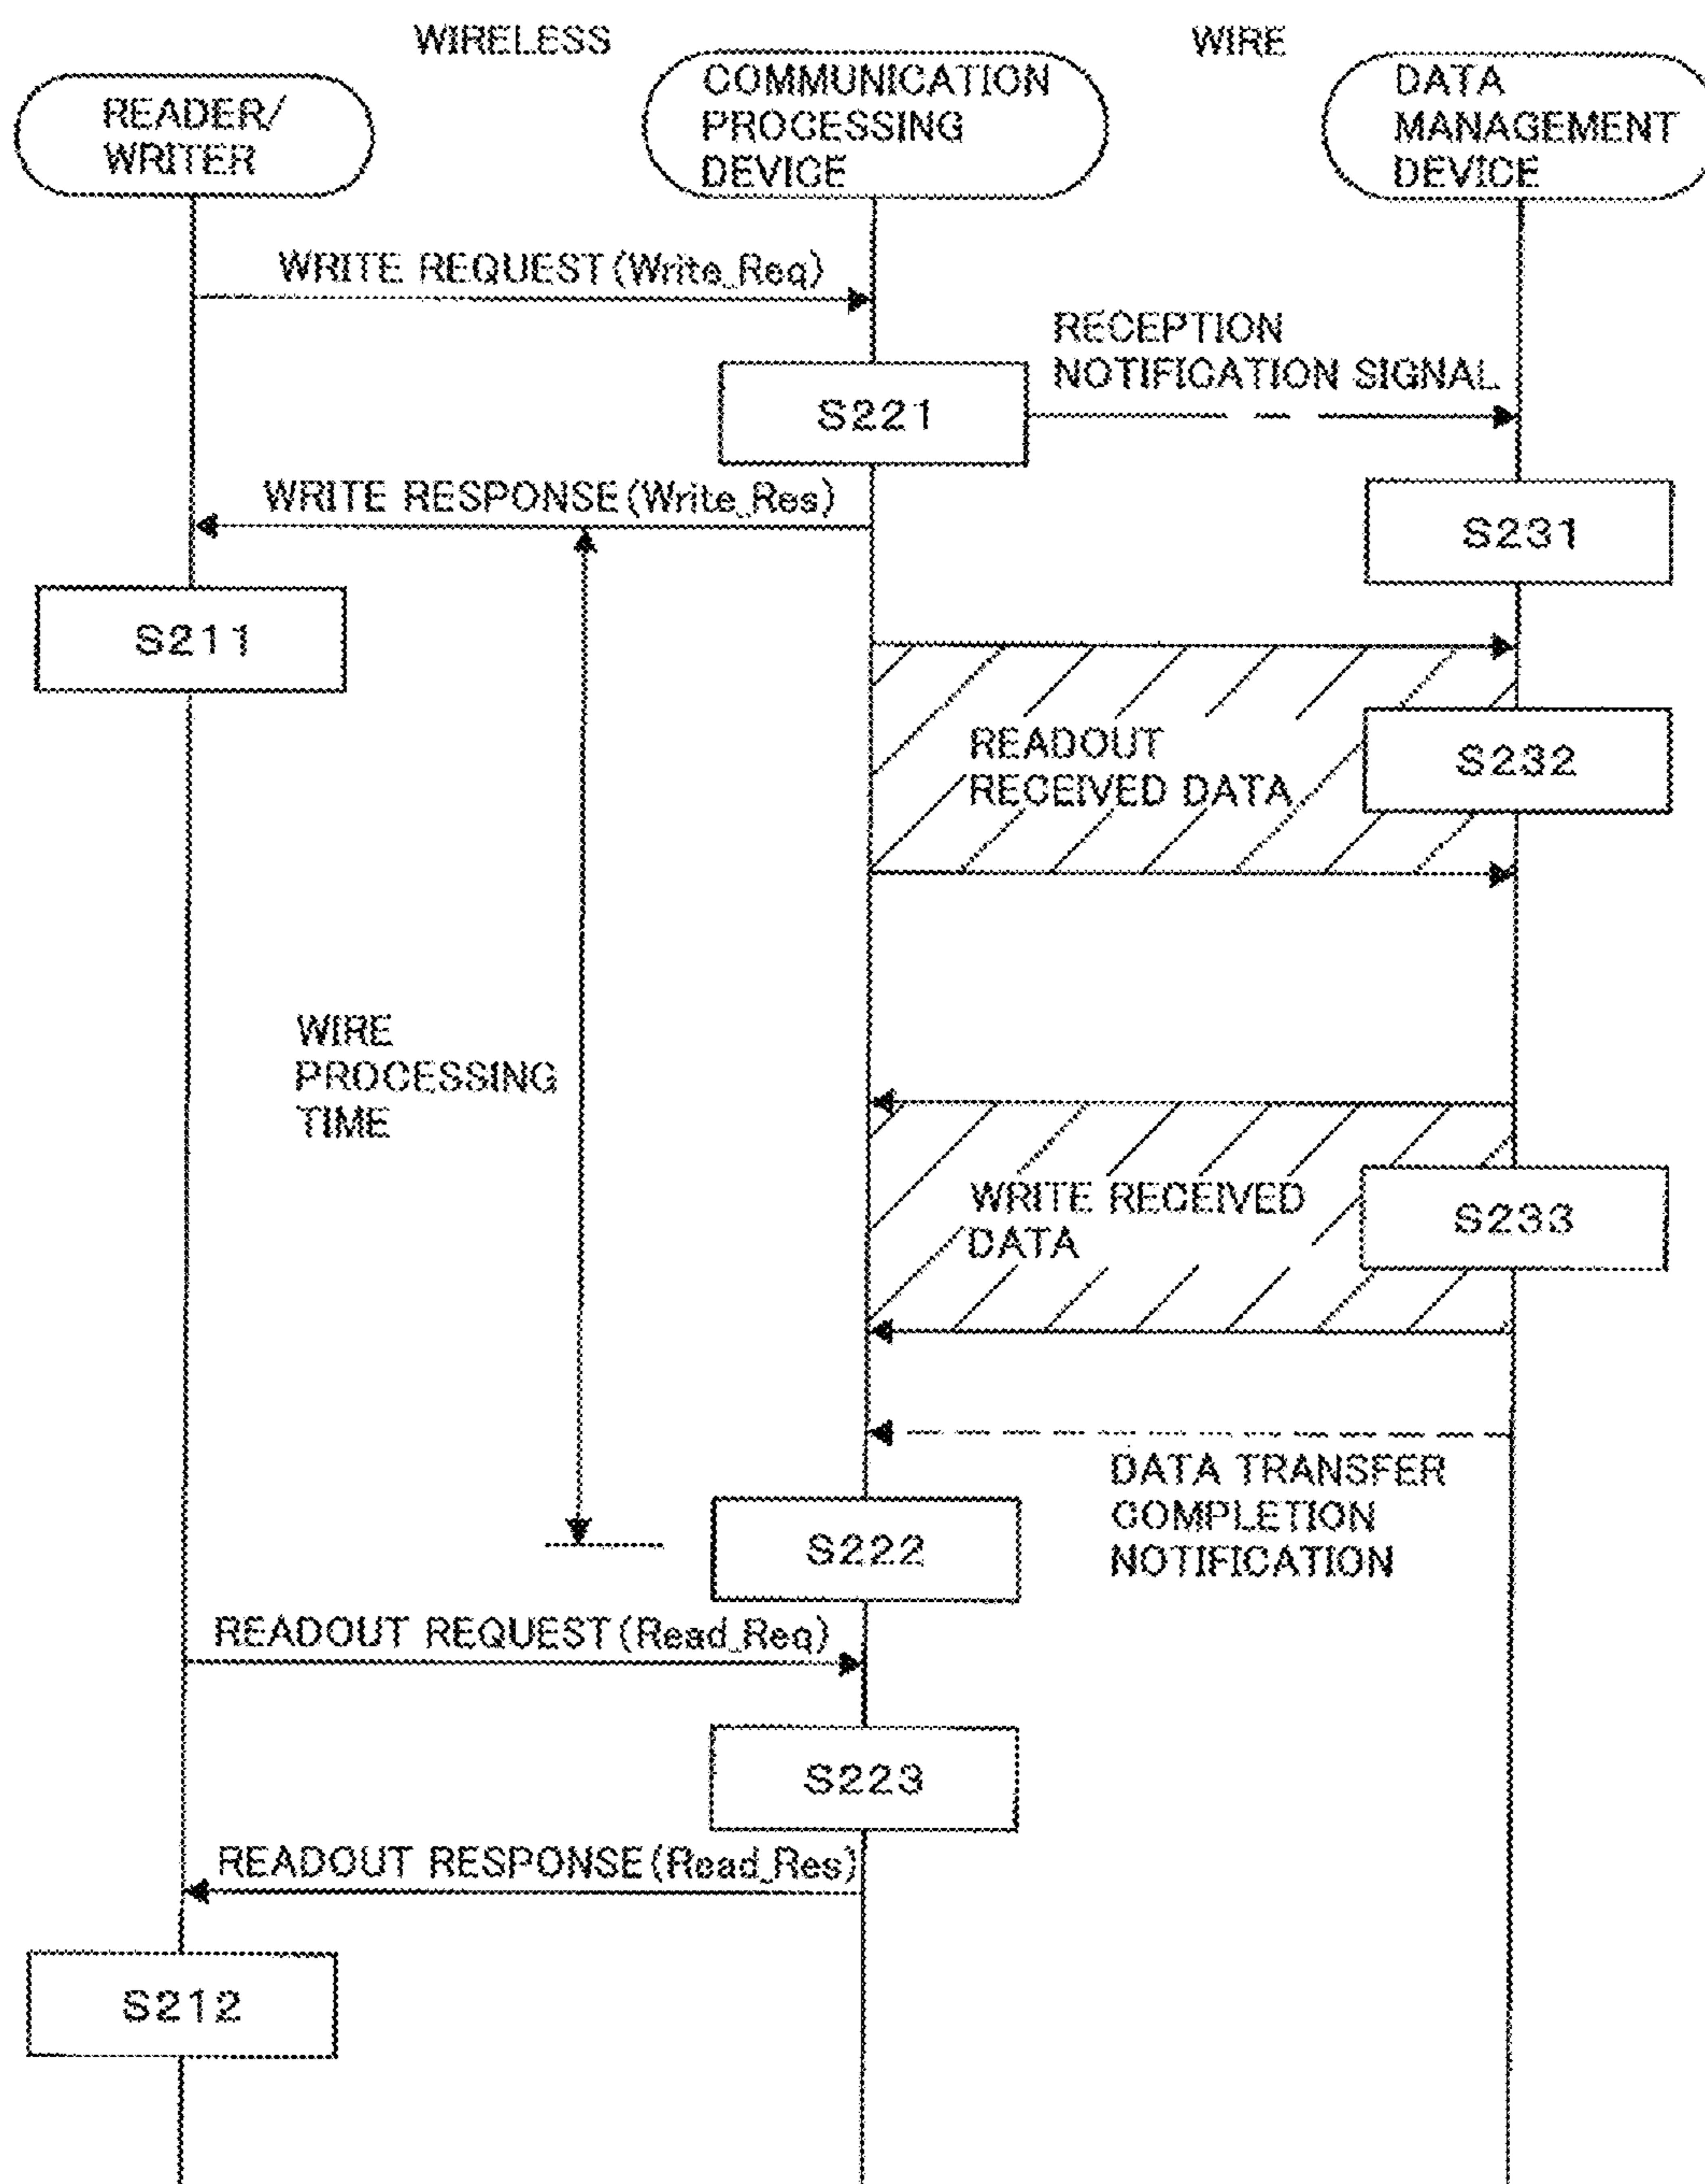 WIRELESS
WIRE
READER/
WRITER
COMMUNICATION
PROCESSING
DEVICE
DATA
MANAGEMENT
DEVICE
WRITE REQUEST(Write_Req)
RECEPTION
NOTIFICATION SIGNAL
S221
WRITE RESPONSE(Write_Res)
S231
S211
READOUT
RECEIVED DATA
S232
WIRE
PROCESSING
TIME
WRITE RECEIVED
DATA
S233
DATA TRANSFER
COMPLETION
NOTIFICATION
S222
READOUT REQUEST(Read_Req)
S223
READOUT RESPONSE(Read_Res)
S212